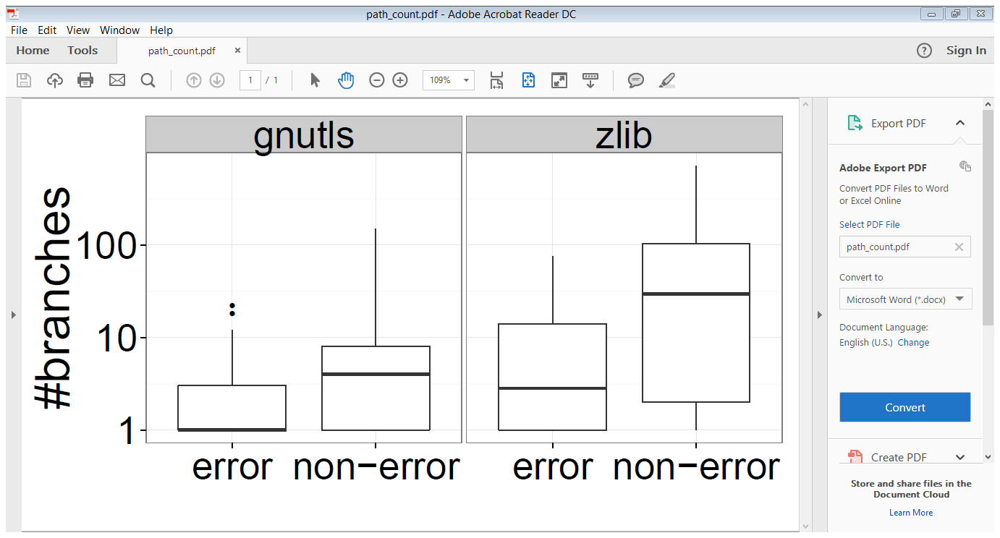 path_count.pdf - Adobe Acrobat Reader DC
File Edit View Window Help
Home Tools path_count.pdf × Sign In
1 / 1 109%
gnutls zlib
#branches
100
10
1
error non−error error non−error
Export PDF
Adobe Export PDF
Convert PDF Files to Word
or Excel Online
Select PDF File
path_count.pdf
Convert to
Microsoft Word (*.docx)
Document Language:
English (U.S.) Change
Convert
Create PDF
Store and share files in the
Document Cloud
Learn More